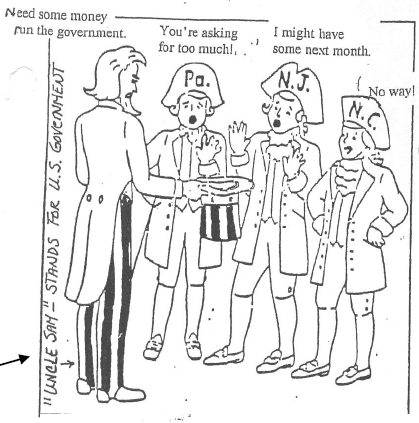 Need some money
run the government.
You're asking
for too much!
I might have
some next month.
No way!
Pa.
N.J.
N.C.
"UNCLE SAM" - STANDS FOR U.S. GOVERNMENT